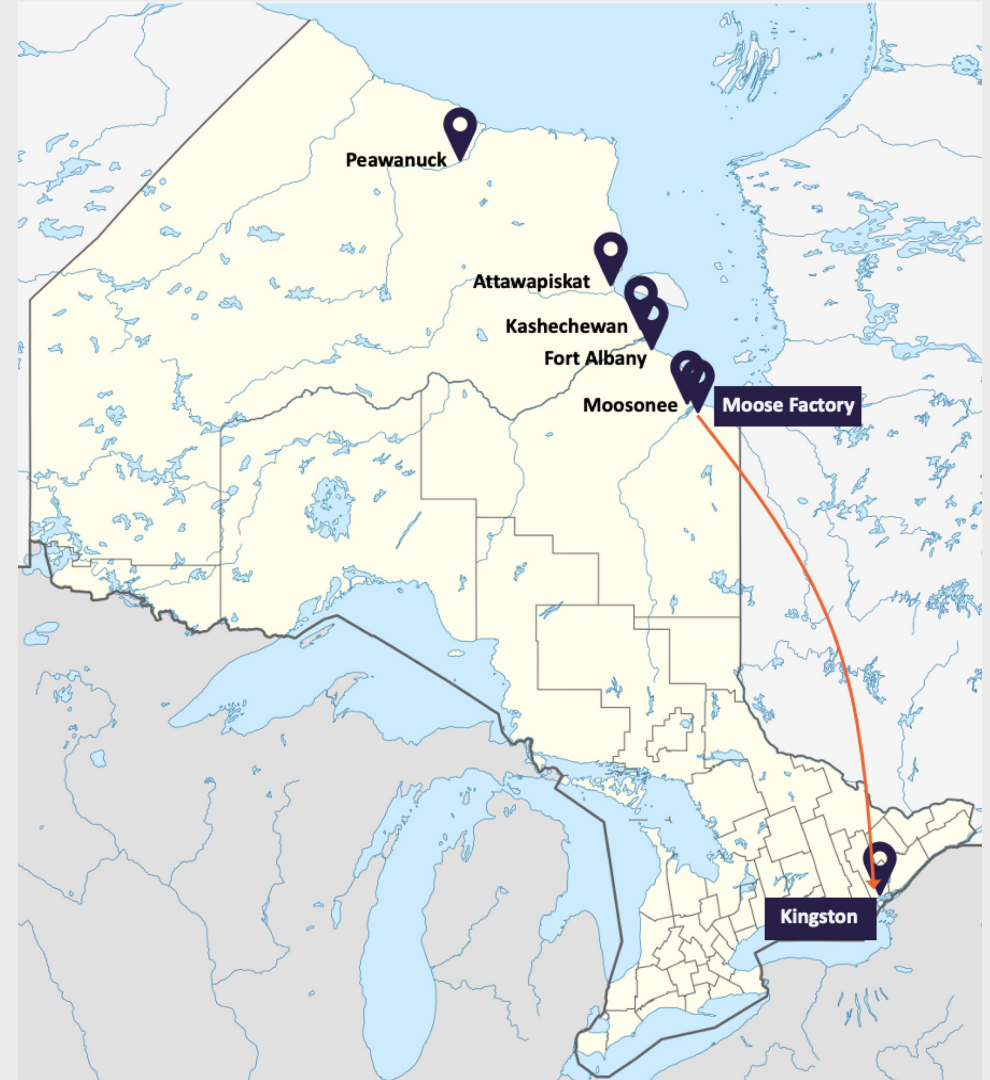 Peawanuck
Attawapiskat
Kashechewan
Fort Albany
Moosonee
Moose Factory
Kingston